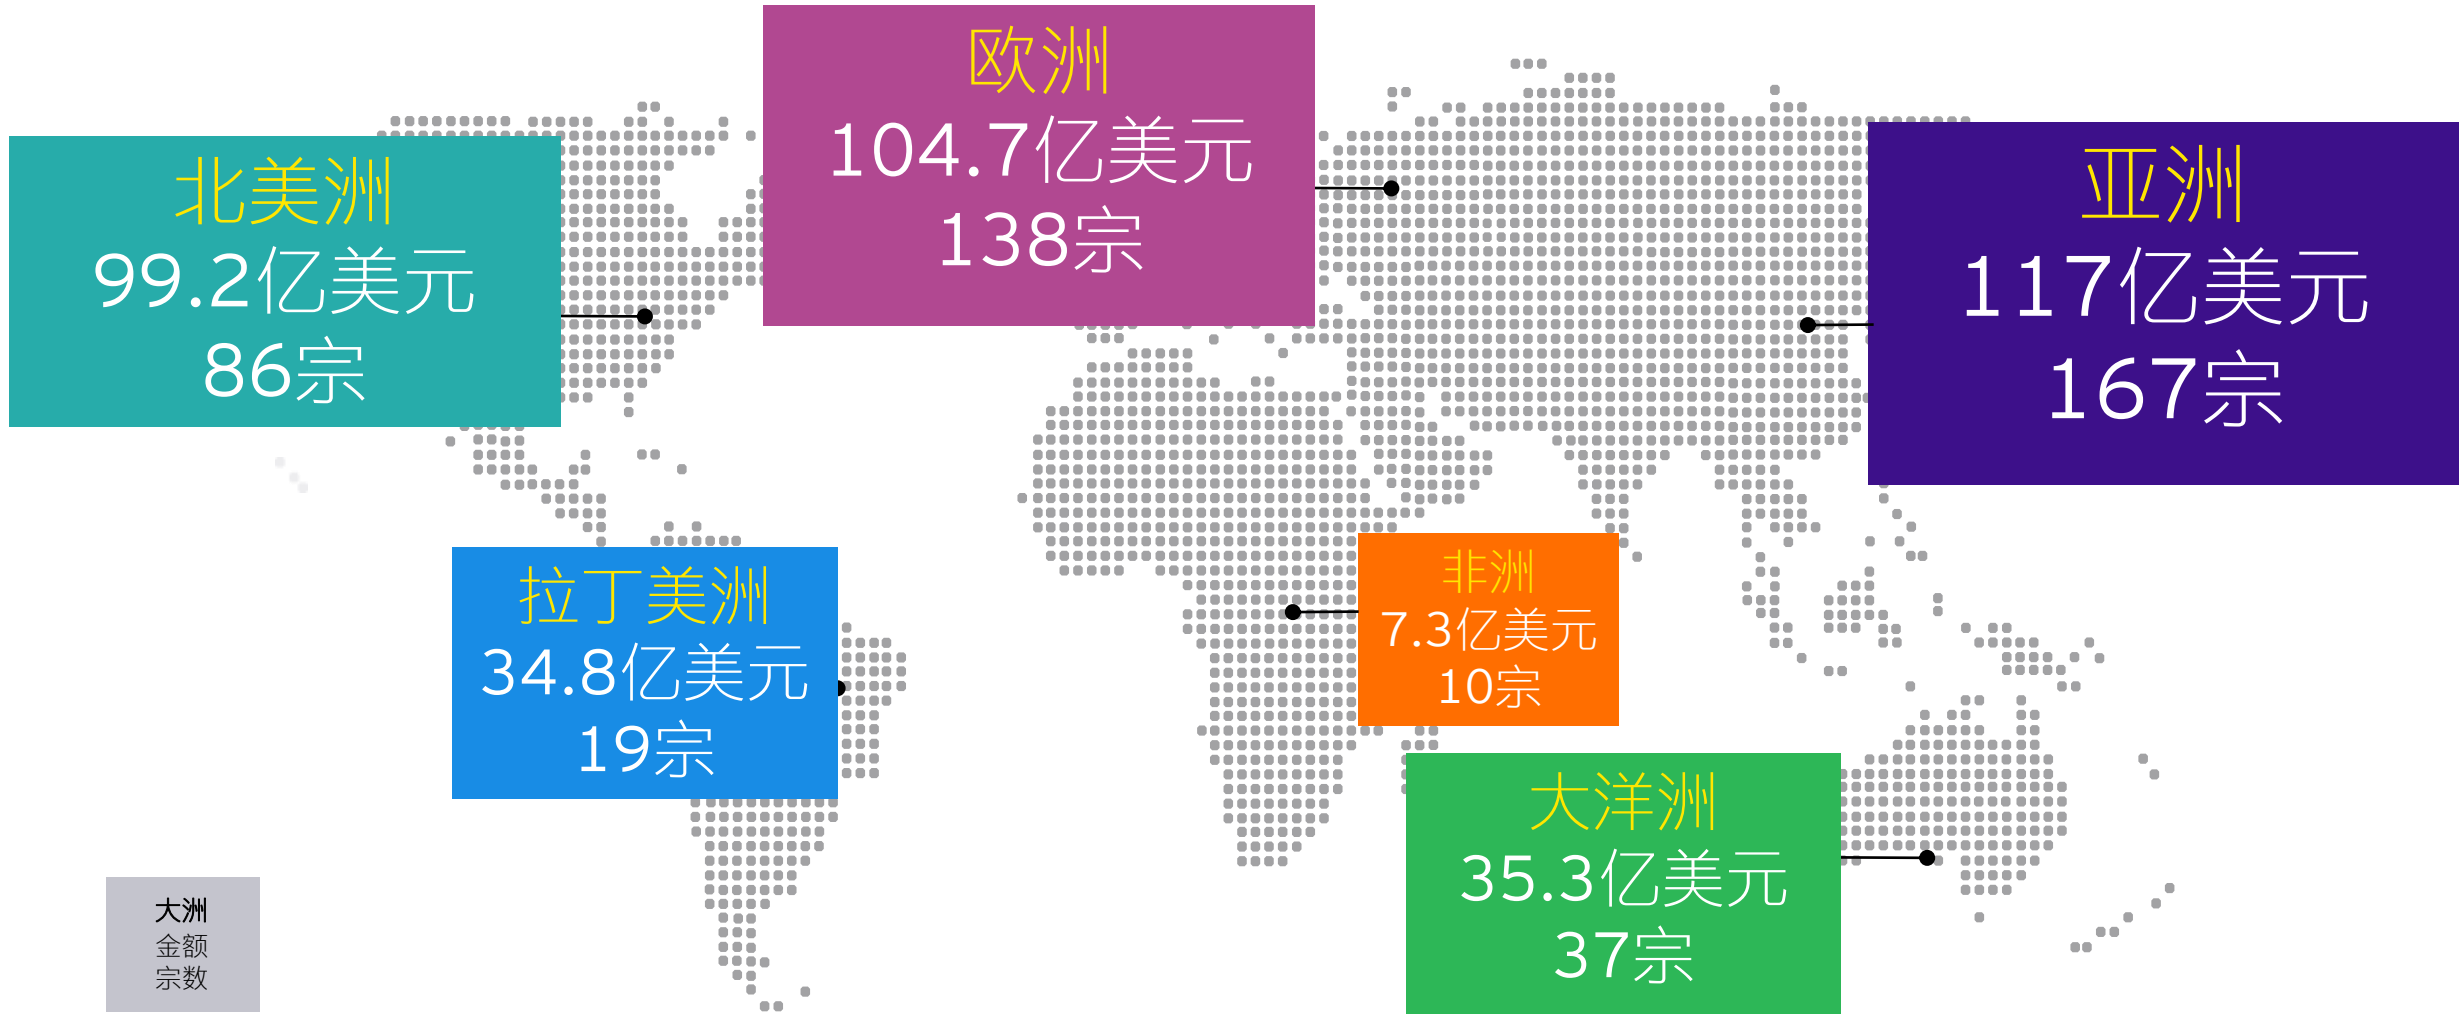 欧洲
104.7亿美元
138宗
北美洲
99.2亿美元
86宗
亚洲
117亿美元
167宗
拉丁美洲
34.8亿美元
19宗
非洲
7.3亿美元
10宗
大洋洲
35.3亿美元
37宗
大洲
金额
宗数